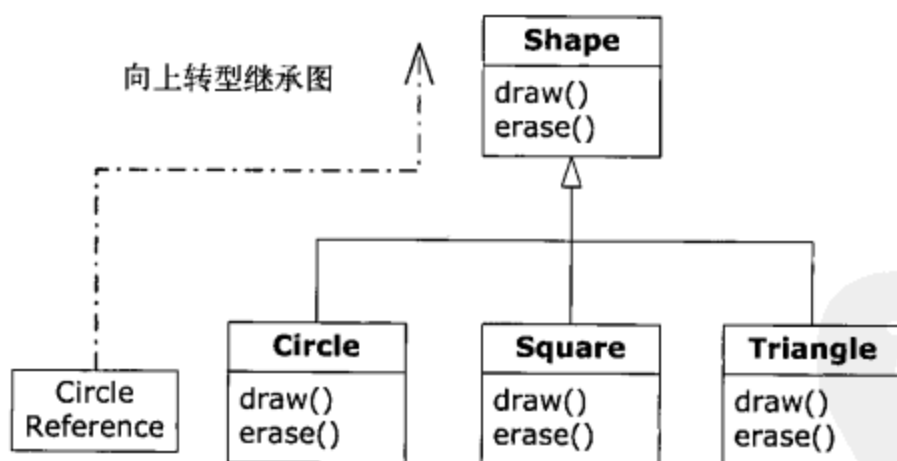 Shape
draw()
erase()
向上转型继承图
Circle
draw()
erase()
Square
draw()
erase()
Triangle
draw()
erase()
Circle
Reference